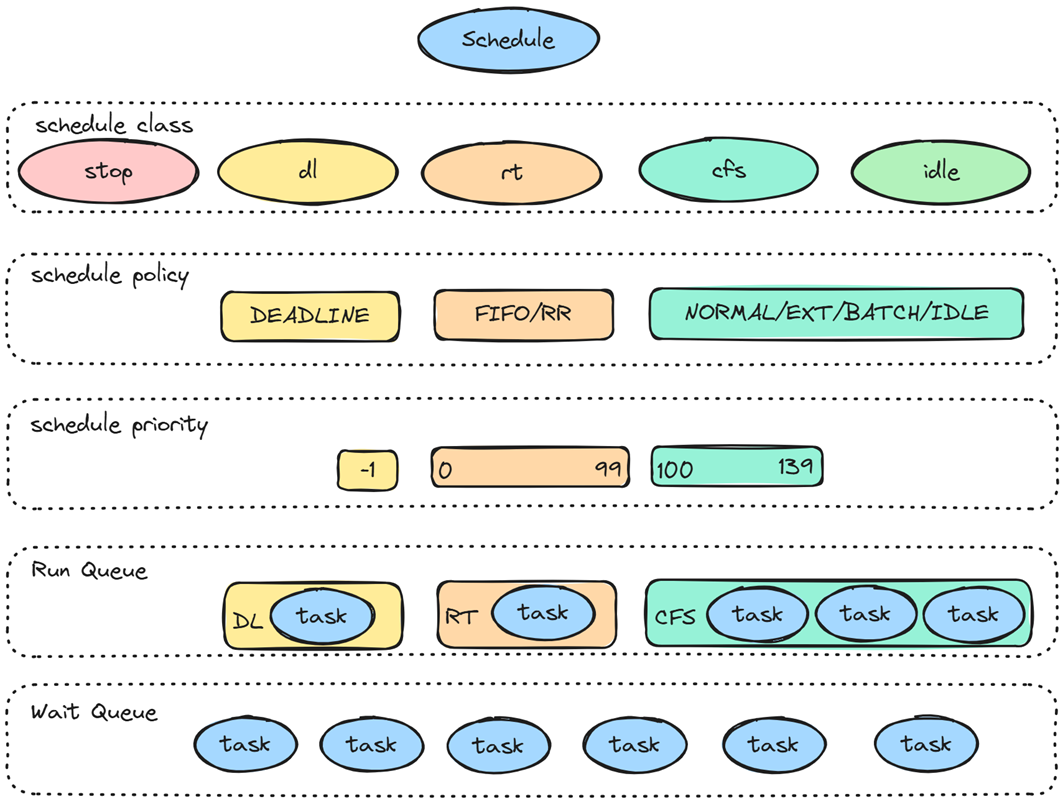 Schedule
schedule class
stop dl rt cfs idle
schedule policy
DEADLINE FIFO/RR NORMAL/EXT/BATCH/IDLE
schedule priority
-1 0 99 100 139
Run Queue
DL task RT task CFS task task task
Wait Queue
task task task task task task